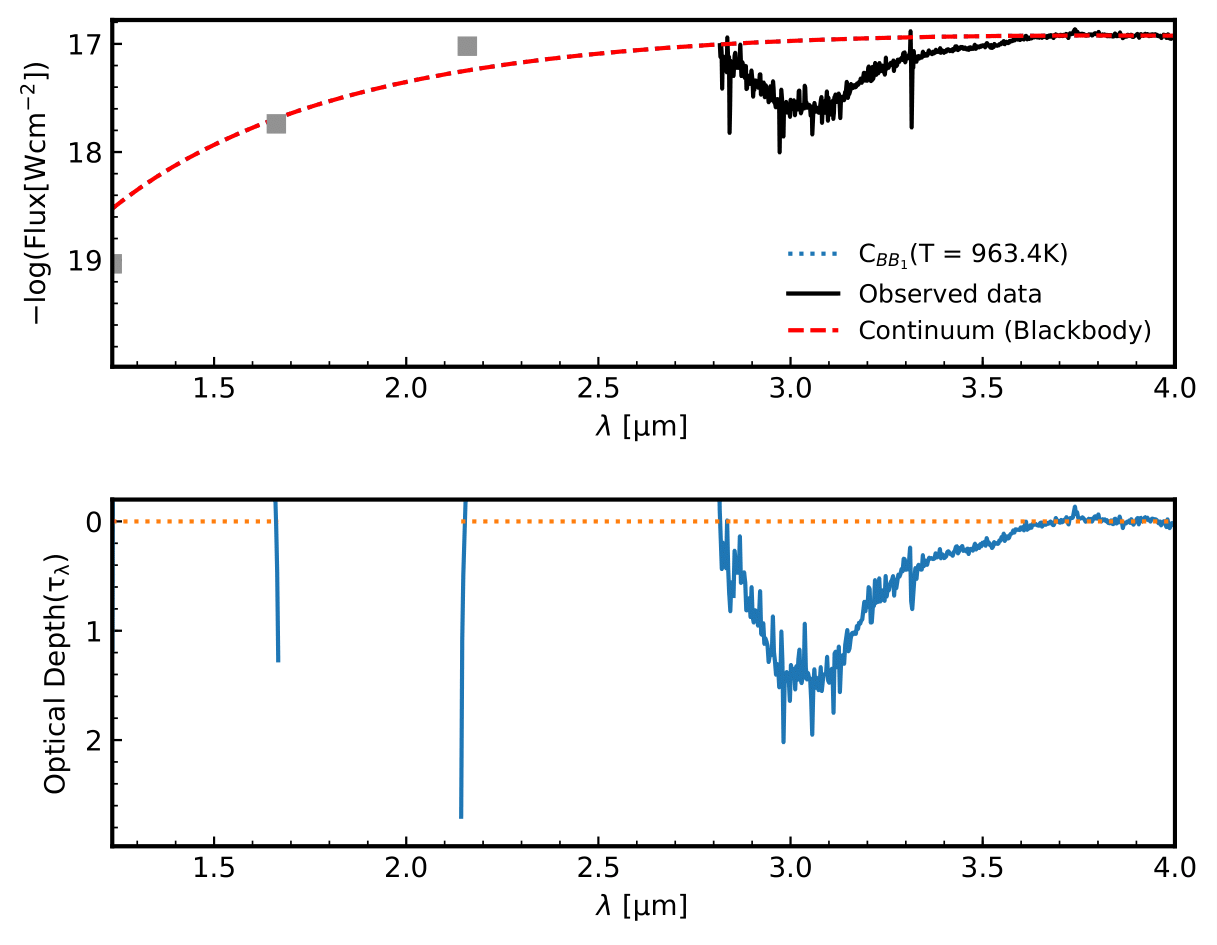 −log(Flux[Wcm⁻²])
17
18
19
C_{BB₁}(T = 963.4K)
Observed data
Continuum (Blackbody)
1.5 2.0 2.5 3.0 3.5 4.0
λ [μm]
Optical Depth(τ_λ)
0
1
2
1.5 2.0 2.5 3.0 3.5 4.0
λ [μm]